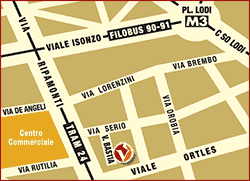 PL. LODI
M3
VIA RIPAMONTI
VIALE ISONZO
FILOBUS 90-91
C.SO LODI
VIA LORENZINI
VIA BREMBO
VIA DE ANGELI
VIA OROBIA
Centro
Commerciale
TRAM 24
VIA SERIO
V. BASTIA
VIA RUTILIA
VIALE ORTLES